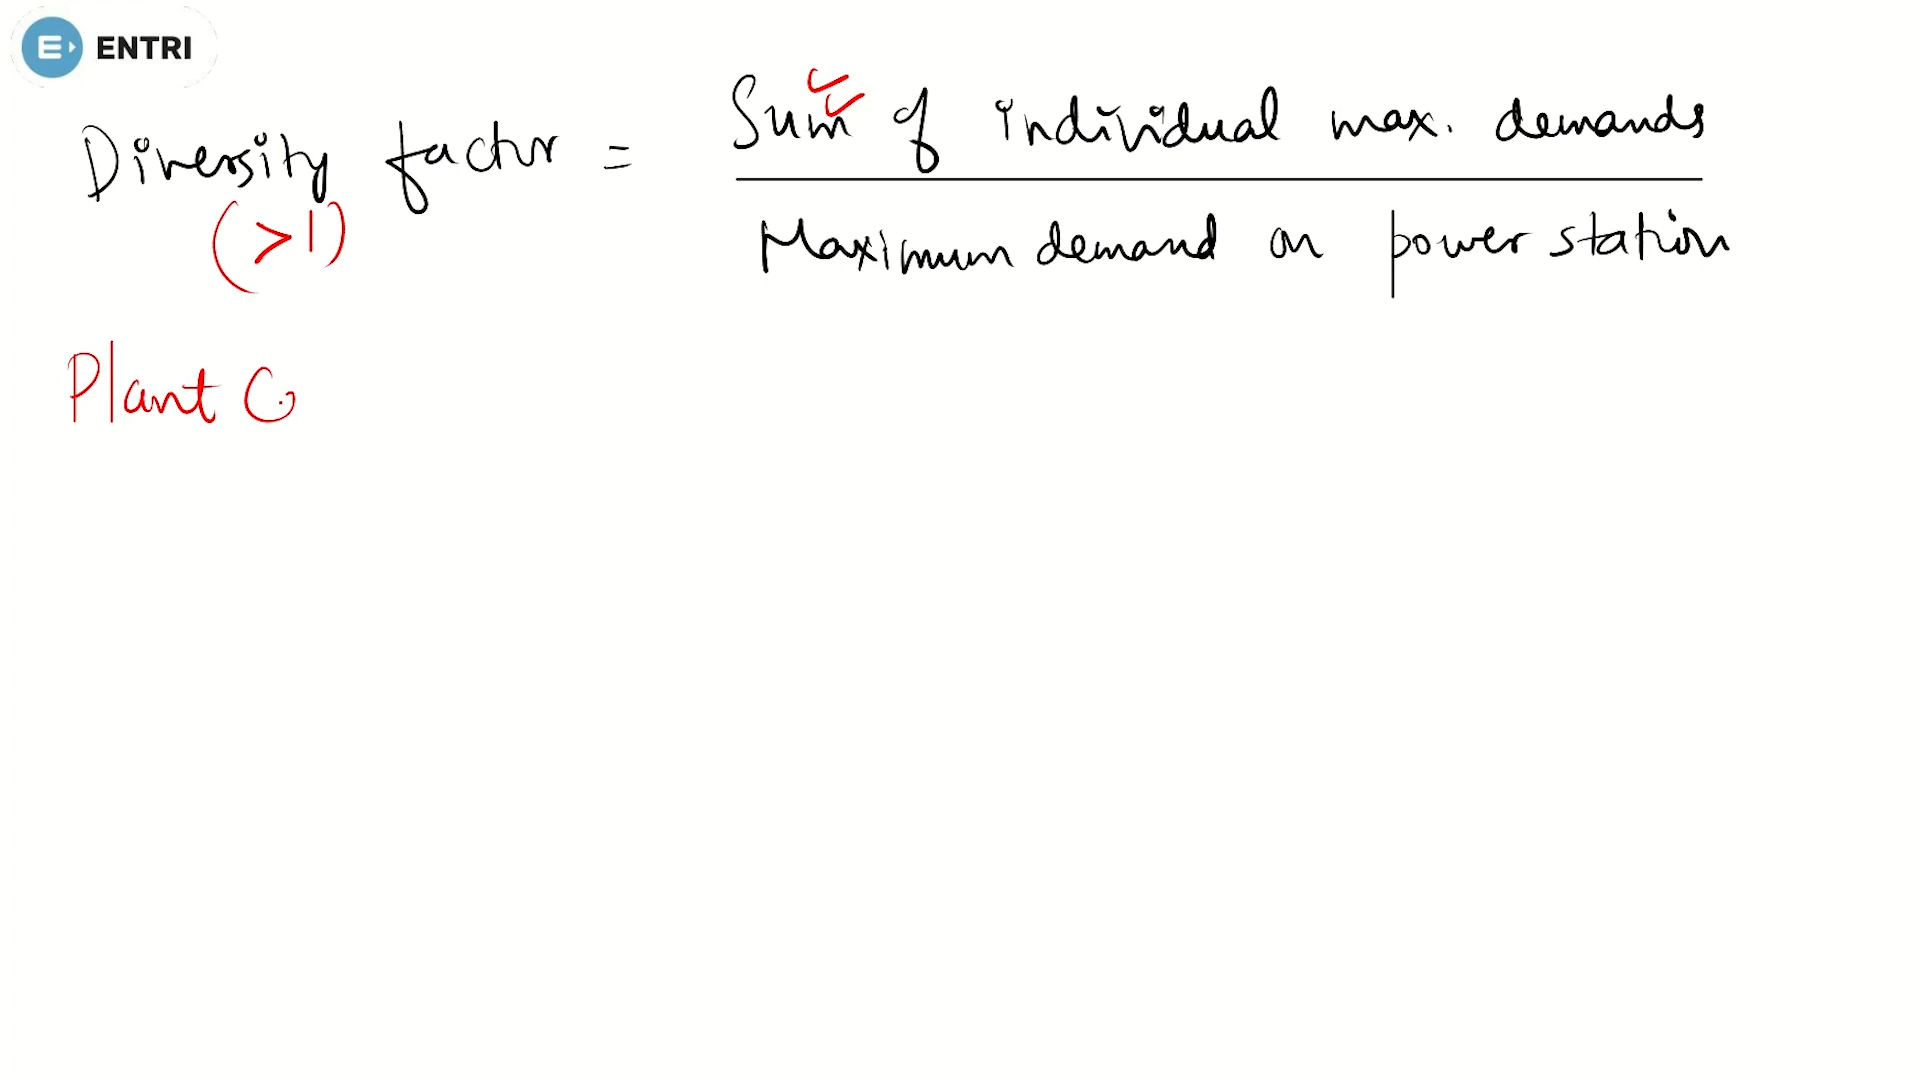 ENTRI
Diversity factor = Sum of individual max. demands
Maximum demand on power station
(>1)
Plant C